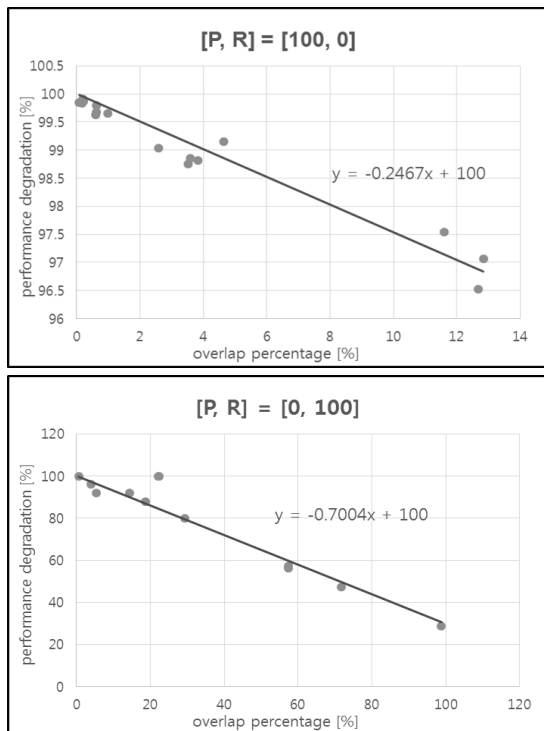 [P, R] = [100, 0]
performance degradation [%]
100.5
100
99.5
99
98.5
98
97.5
97
96.5
96
y = -0.2467x + 100
0 2 4 6 8 10 12 14
overlap percentage [%]
[P, R] = [0, 100]
performance degradation [%]
120
100
80
60
40
20
0
y = -0.7004x + 100
0 20 40 60 80 100 120
overlap percentage [%]